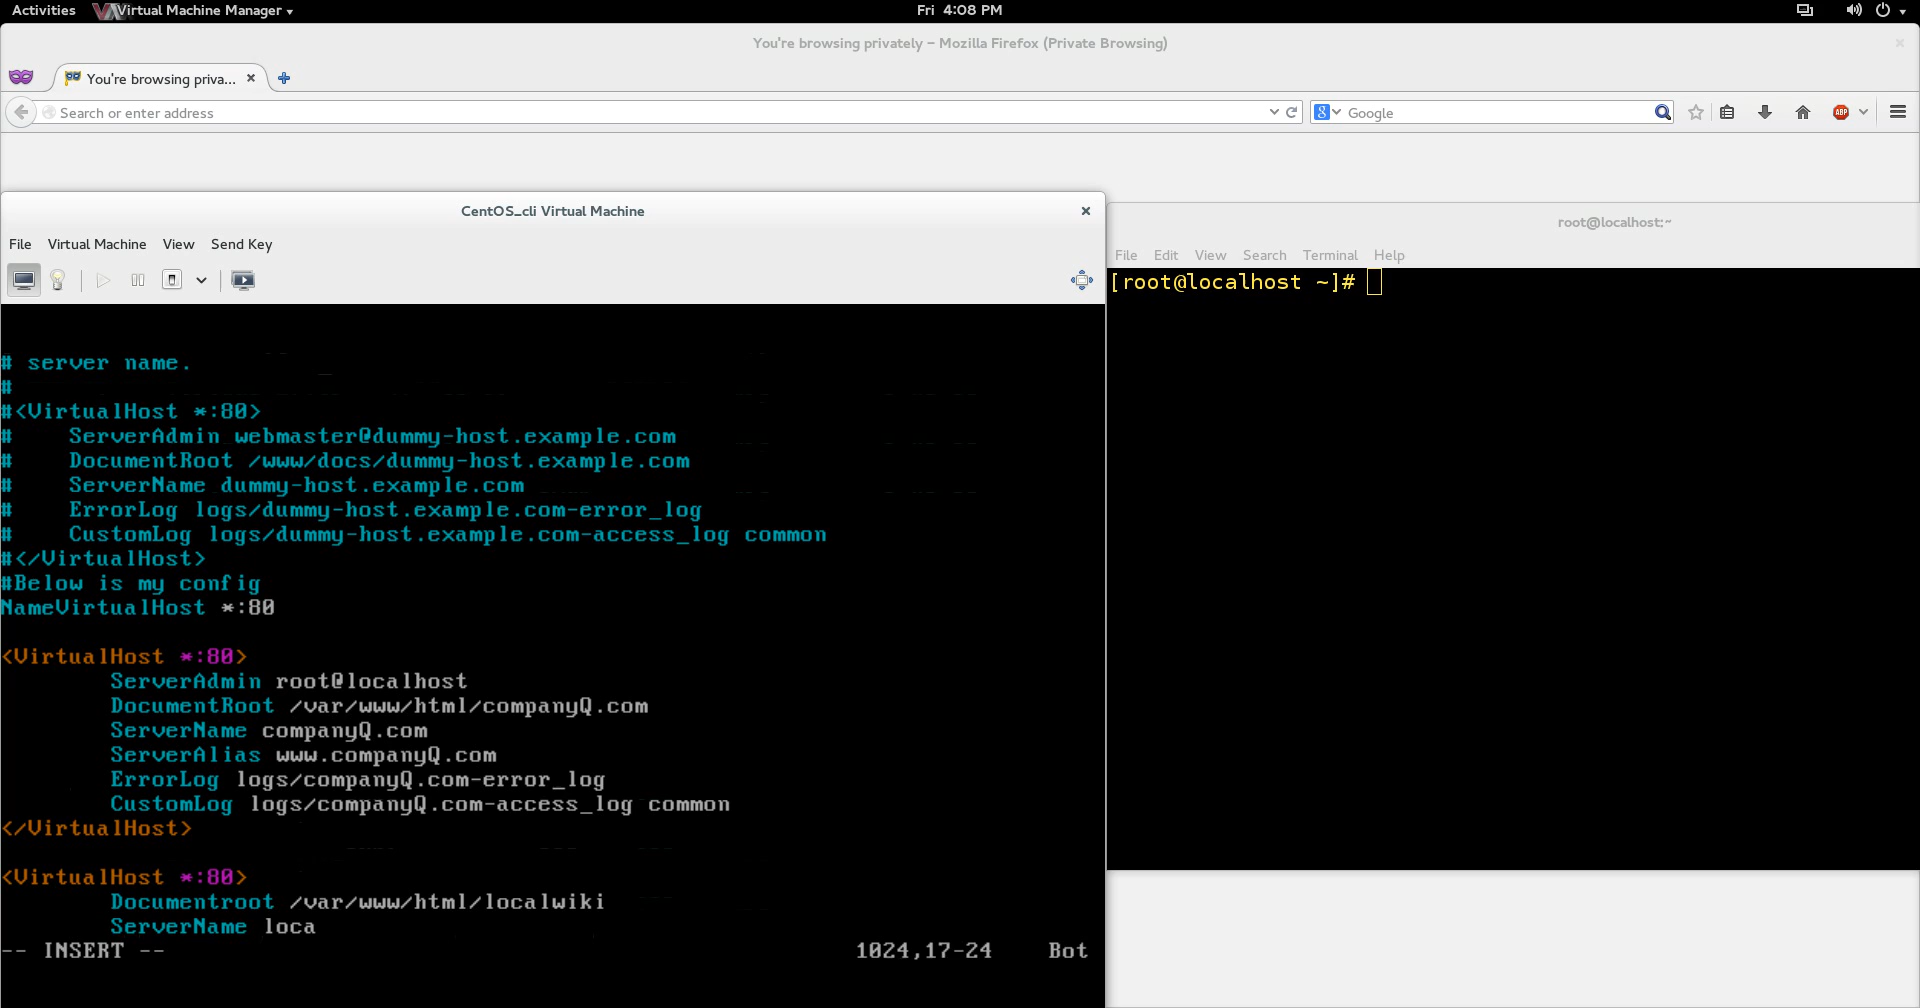 Activities Virtual Machine Manager Fri 4:08 PM
You're browsing privately - Mozilla Firefox (Private Browsing)
You're browsing priva...
Search or enter address
8 Google ABP
CentOS_cli Virtual Machine
File Virtual Machine View Send Key
root@localhost:~
File Edit View Search Terminal Help
[root@localhost ~]#
# server name.
#
#<VirtualHost *:80>
#    ServerAdmin webmaster@dummy-host.example.com
#    DocumentRoot /www/docs/dummy-host.example.com
#    ServerName dummy-host.example.com
#    ErrorLog logs/dummy-host.example.com-error_log
#    CustomLog logs/dummy-host.example.com-access_log common
#</VirtualHost>
#Below is my config
NameVirtualHost *:80
<VirtualHost *:80>
        ServerAdmin root@localhost
        DocumentRoot /var/www/html/companyQ.com
        ServerName companyQ.com
        ServerAlias www.companyQ.com
        ErrorLog logs/companyQ.com-error_log
        CustomLog logs/companyQ.com-access_log common
</VirtualHost>
<VirtualHost *:80>
        Documentroot /var/www/html/localwiki
        ServerName loca
-- INSERT -- 1024,17-24 Bot